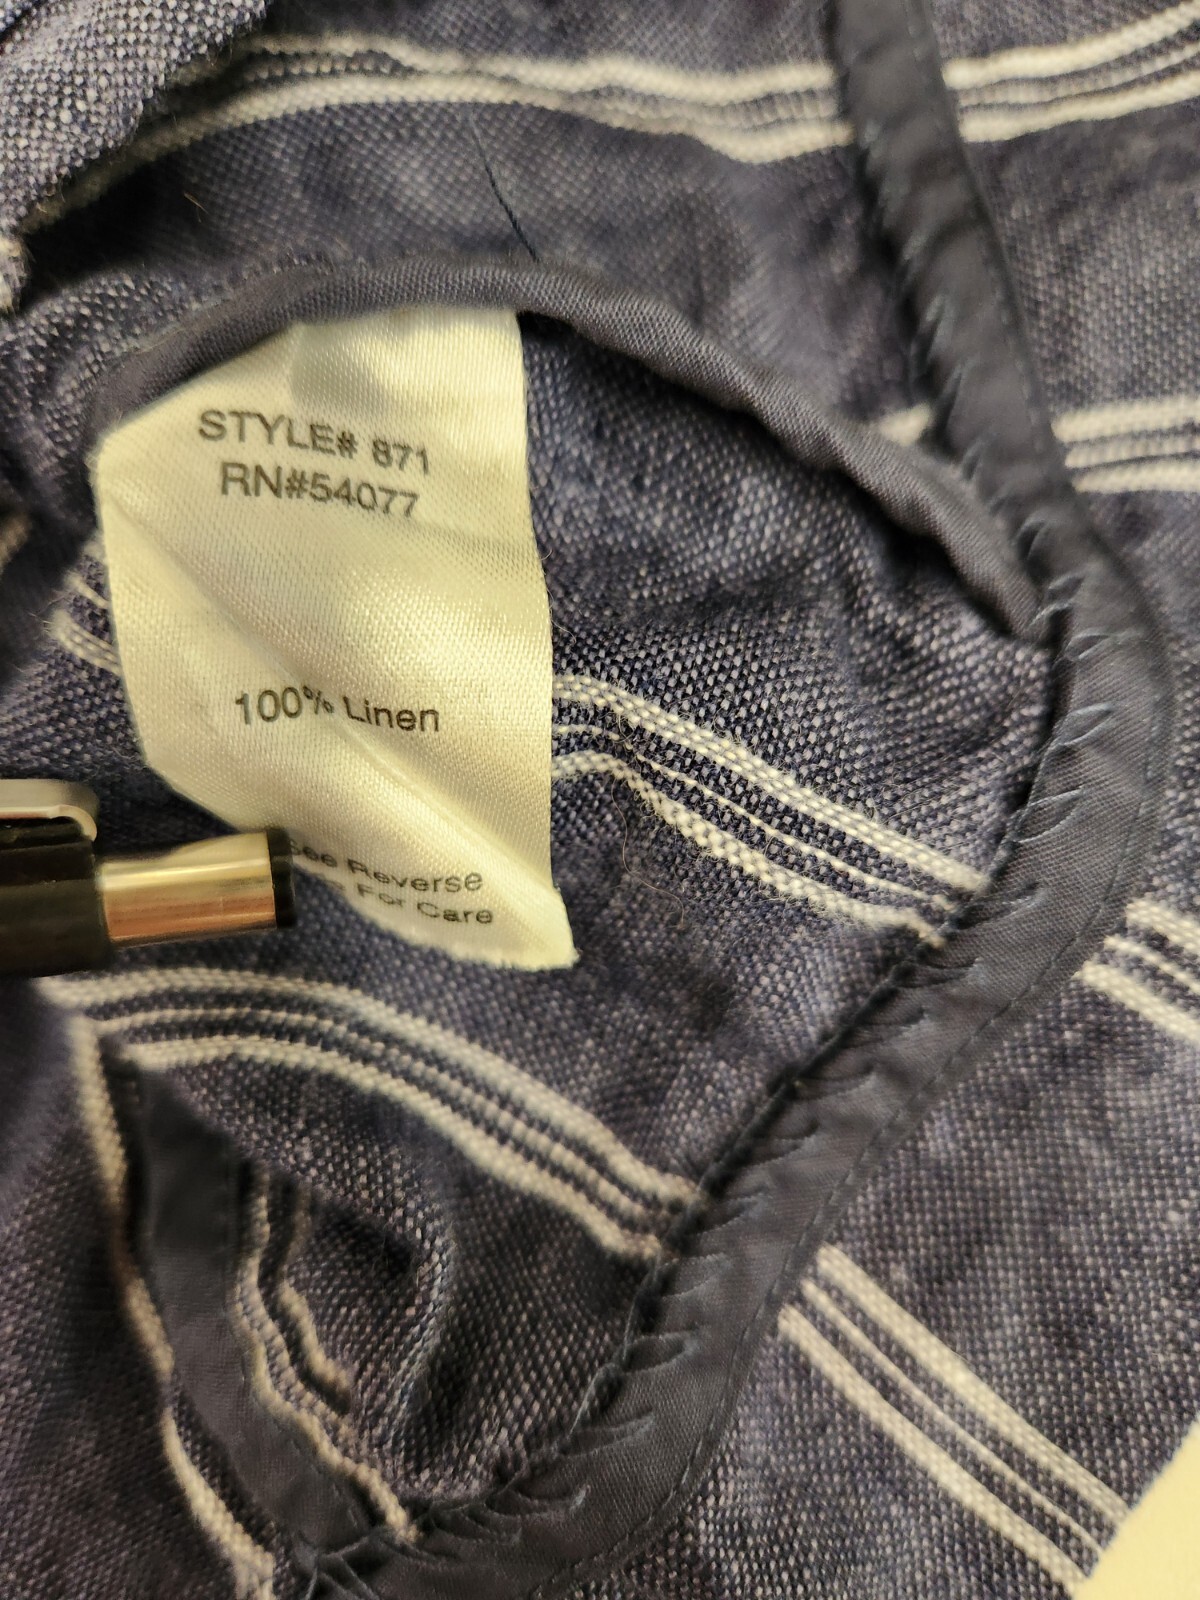 STYLE# 871
RN#54077
100% Linen
See Reverse
For Care